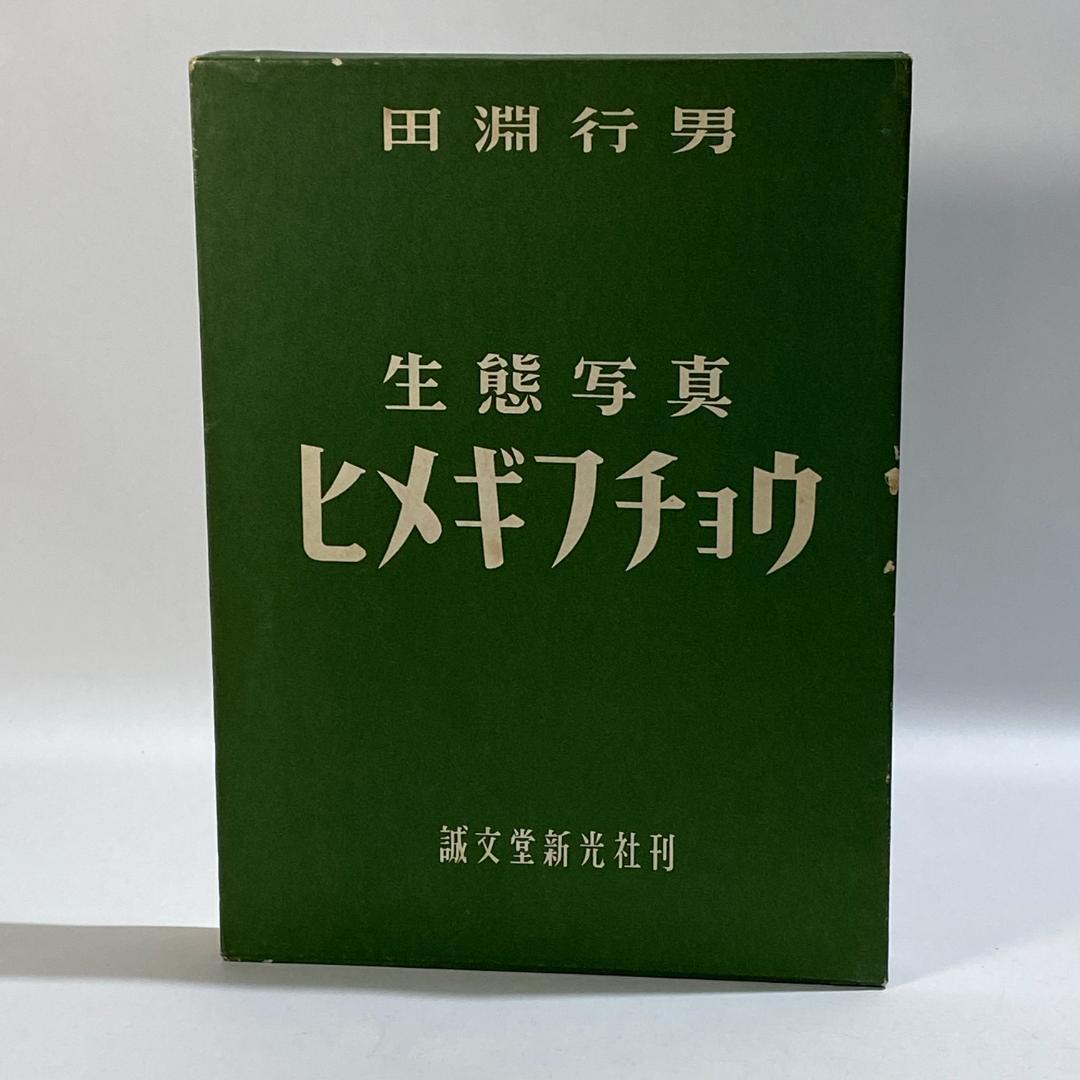 田淵行男
生態写真
ヒメギフチョウ
誠文堂新光社刊